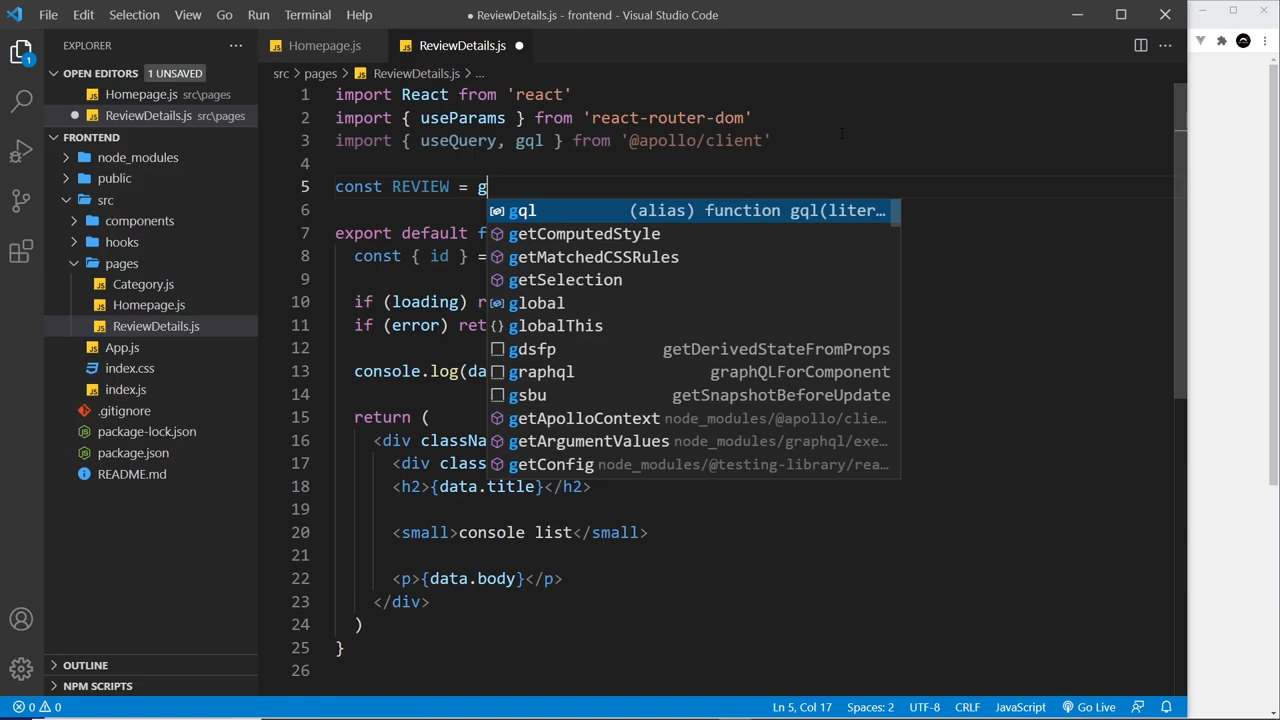 File Edit Selection View Go Run Terminal Help
● ReviewDetails.js - frontend - Visual Studio Code
EXPLORER
OPEN EDITORS 1 UNSAVED
Homepage.js src\pages
ReviewDetails.js src\pages
FRONTEND
node_modules
public
src
components
hooks
pages
Category.js
Homepage.js
ReviewDetails.js
App.js
index.css
index.js
.gitignore
package-lock.json
package.json
README.md
OUTLINE
NPM SCRIPTS
Homepage.js
ReviewDetails.js
src > pages > ReviewDetails.js > ...
1 import React from 'react'
2 import { useParams } from 'react-router-dom'
3 import { useQuery, gql } from '@apollo/client'
4
5 const REVIEW = g
6
7 export default f
8 const { id } =
9
10 if (loading) r
11 if (error) ret
12
13 console.log(da
14
15 return (
16 <div classNa
17 <div class
18 <h2>{data.title}</h2>
19
20 <small>console list</small>
21
22 <p>{data.body}</p>
23 </div>
24 )
25 }
26
gql (alias) function gql(liter…
getComputedStyle
getMatchedCSSRules
getSelection
global
globalThis
gdsfp getDerivedStateFromProps
graphql graphQLForComponent
gsbu getSnapshotBeforeUpdate
getApolloContext node_modules/@apollo/clie…
getArgumentValues node_modules/graphql/exe…
getConfig node_modules/@testing-library/rea…
1
0 0
Ln 5, Col 17 Spaces: 2 UTF-8 CRLF JavaScript Go Live